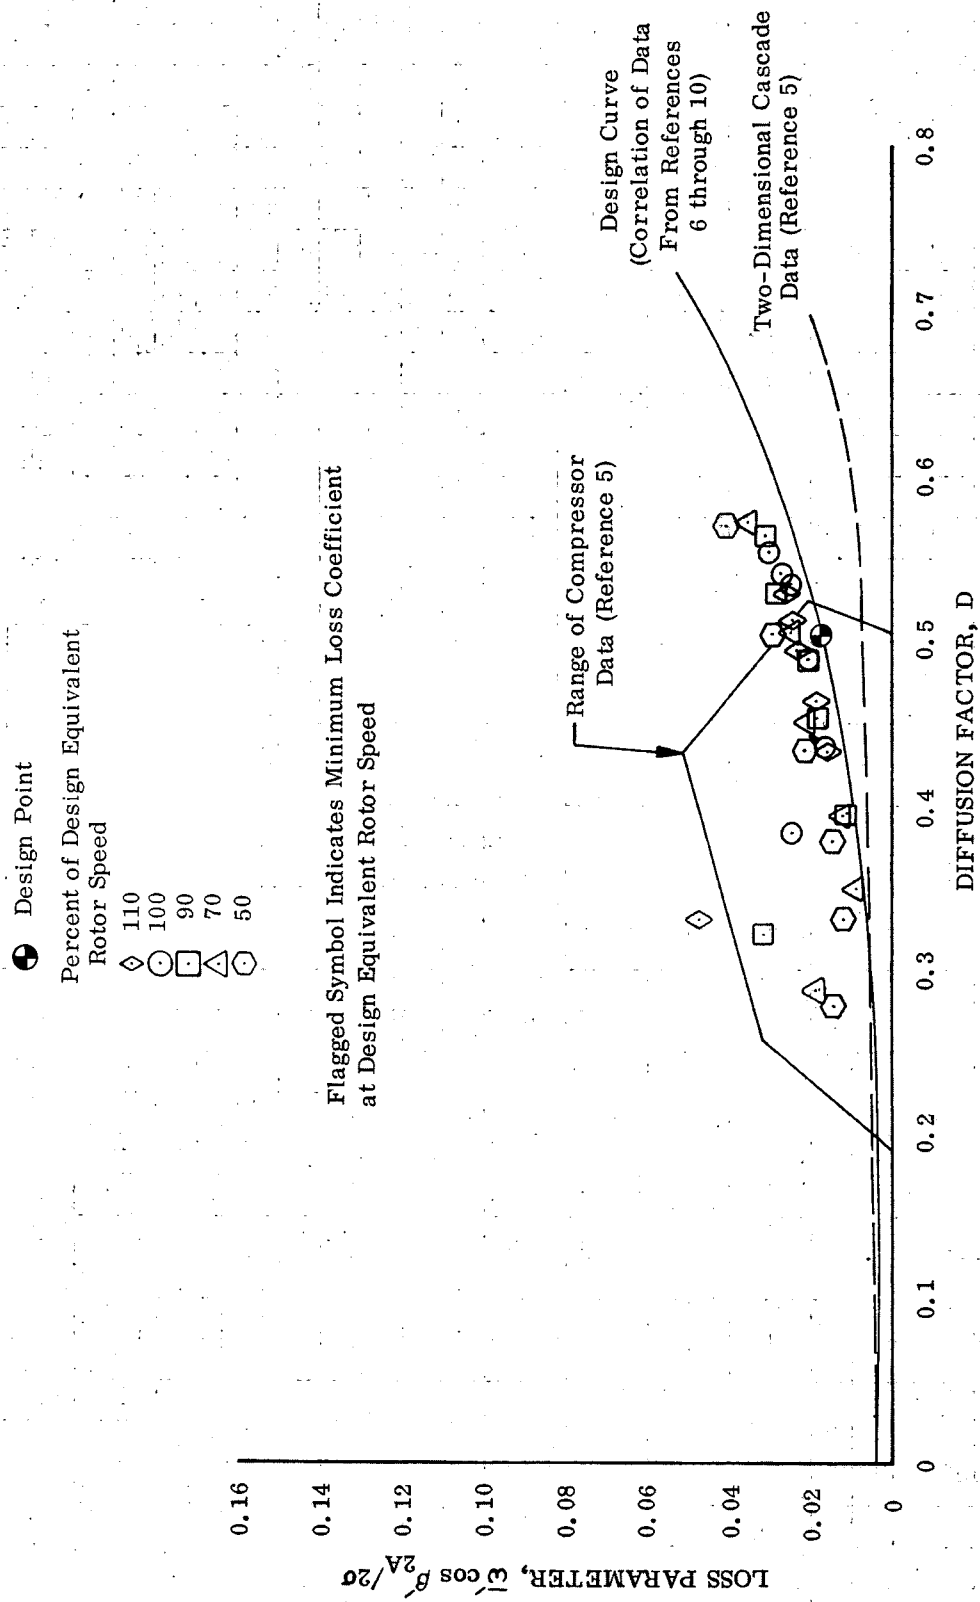 Design Point
Percent of Design Equivalent
Rotor Speed
110
100
90
70
50
Flagged Symbol Indicates Minimum Loss Coefficient
at Design Equivalent Rotor Speed
Range of Compressor
Data (Reference 5)
Design Curve
(Correlation of Data
From References
6 through 10)
Two-Dimensional Cascade
Data (Reference 5)
LOSS PARAMETER, ω̅′ cos β′2A/2σ
0.16
0.14
0.12
0.10
0.08
0.06
0.04
0.02
0
0
0.1
0.2
0.3
0.4
0.5
0.6
0.7
0.8
DIFFUSION FACTOR, D